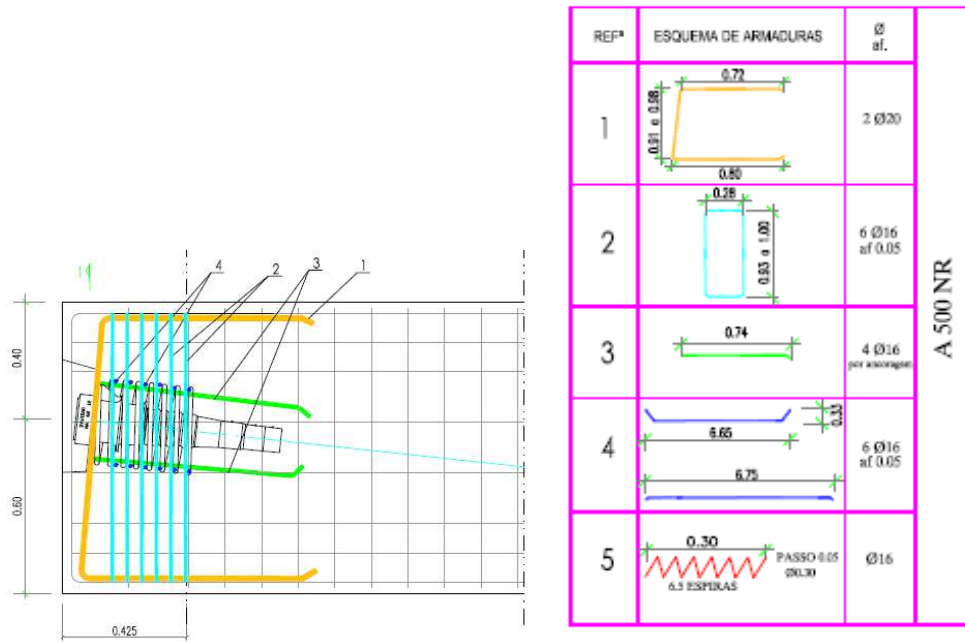 4
2
3
1
0.40
0.60
0.425
REFª
ESQUEMA DE ARMADURAS
Ø
af.
1
0.72
0.91 a 0.98
0.80
2 Ø20
2
0.28
0.93 a 1.00
6 Ø16
af 0.05
3
0.74
4 Ø16
por ancoragem
4
0.33
6.65
6.75
6 Ø16
af 0.05
5
0.30
PASSO 0.05
Ø0.30
6.5 ESPIRAS
Ø16
A 500 NR